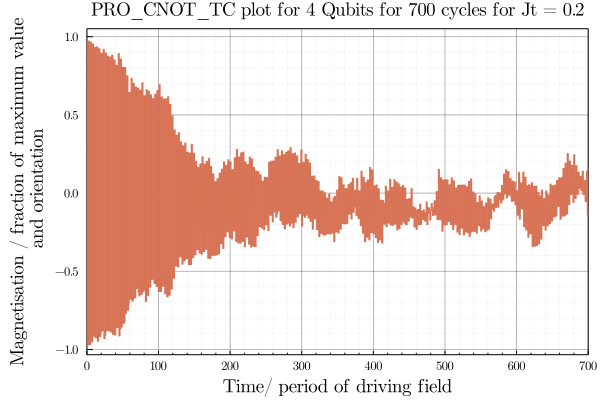 PRO_CNOT_TC plot for 4 Qubits for 700 cycles for Jt = 0.2
Magnetisation / fraction of maximum value
and orientation
1.0
0.5
0.0
−0.5
−1.0
0 100 200 300 400 500 600 700
Time/ period of driving field